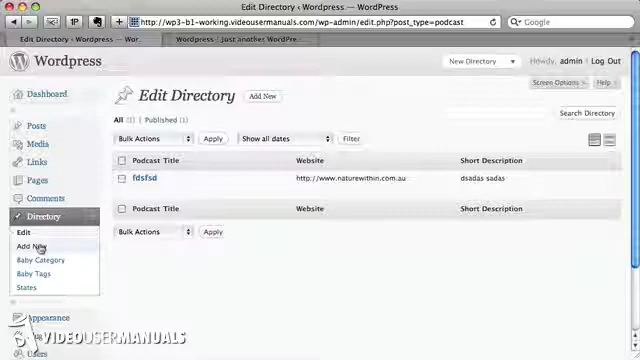 Edit Directory ‹ Wordpress — WordPress
http://wp3-b1-working.videousermanuals.com/wp-admin/edit.php?post_type=podcast
Google
Edit Directory ‹ Wordpress — Wor...
Wordpress | Just another WordPre...
Wordpress
New Directory
Howdy, admin | Log Out
Screen Options
Help
Dashboard
Posts
Media
Links
Pages
Comments
Directory
Edit
Add New
Baby Category
Baby Tags
States
Appearance
Users
Edit Directory
Add New
All (1) | Published (1)
Search Directory
Bulk Actions
Apply
Show all dates
Filter
Podcast Title Website Short Description
fdsfsd http://www.naturewithin.com.au dsadas sadas
Podcast Title Website Short Description
Bulk Actions
Apply
VIDEOUSERMANUALS